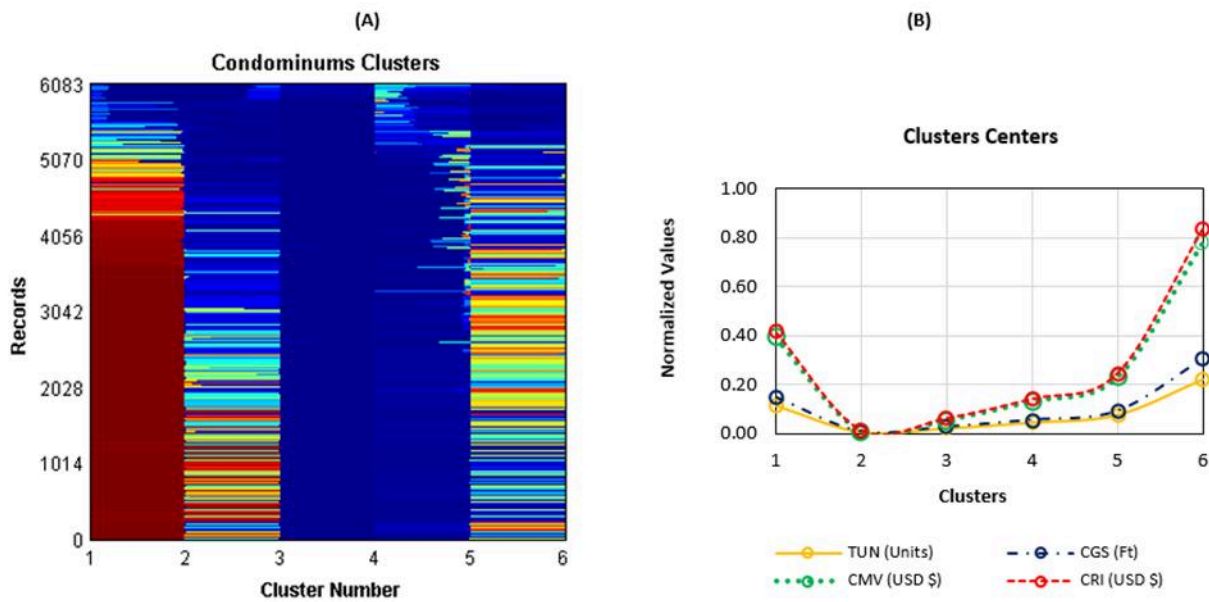 (A)
Condominums Clusters
6083
5070
4056
3042
2028
1014
0
Records
1 2 3 4 5 6
Cluster Number
(B)
Clusters Centers
1.00
0.80
0.60
0.40
0.20
0.00
Normalized Values
1 2 3 4 5 6
Clusters
TUN (Units) CGS (Ft)
CMV (USD $) CRI (USD $)